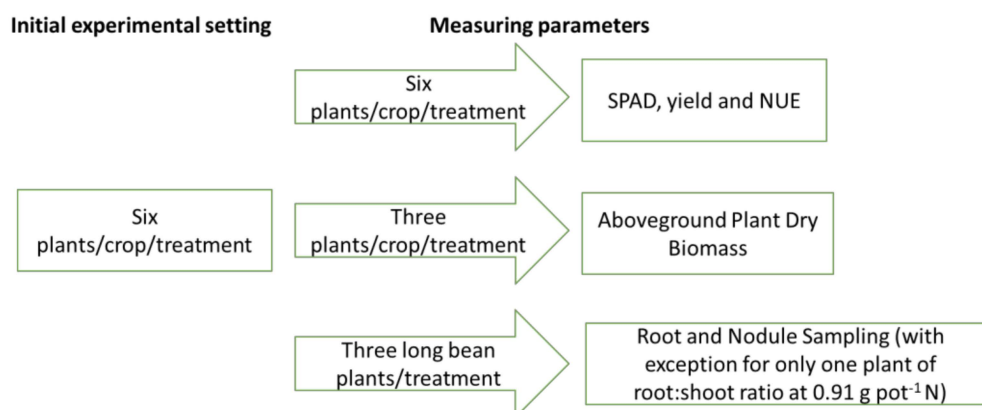 Initial experimental setting
Measuring parameters
Six
plants/crop/treatment
SPAD, yield and NUE
Six
plants/crop/treatment
Three
plants/crop/treatment
Aboveground Plant Dry
Biomass
Three long bean
plants/treatment
Root and Nodule Sampling (with
exception for only one plant of
root:shoot ratio at 0.91 g pot⁻¹ N)